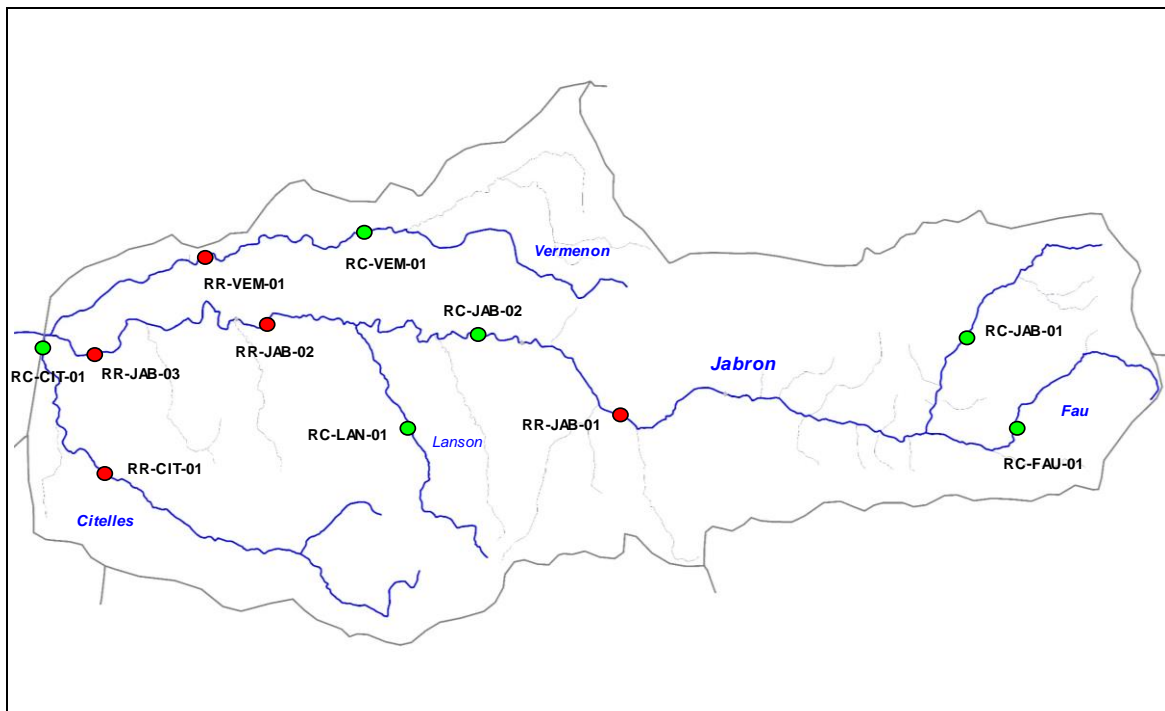 Vermenon
RC-VEM-01
RR-VEM-01
RC-JAB-02
RC-JAB-01
RR-JAB-02
Jabron
RC-CIT-01
RR-JAB-03
Fau
RR-JAB-01
RC-LAN-01
Lanson
RC-FAU-01
RR-CIT-01
Citelles